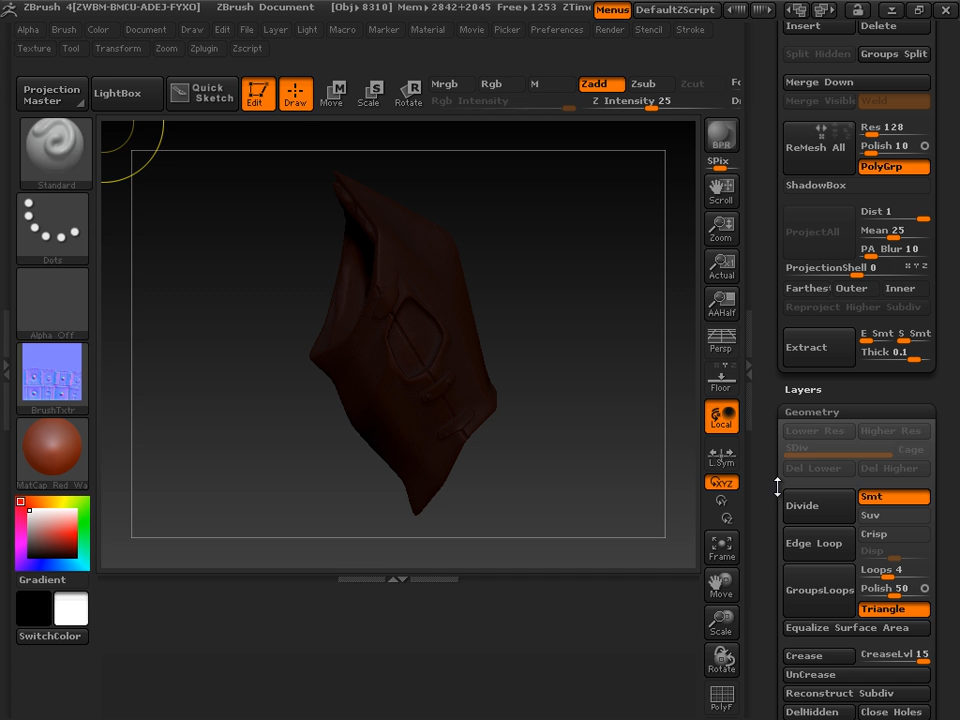 ZBrush 4[ZWBM-BMCU-ADEJ-FYXO] ZBrush Document [Obj▸8310] Mem▸2842+2045 Free▸1253 ZTime Menus DefaultZScript
Alpha Brush Color Document Draw Edit File Layer Light Macro Marker Material Movie Picker Preferences Render Stencil Stroke
Texture Tool Transform Zoom Zplugin Zscript
Projection Master
LightBox
Quick Sketch
Edit Draw Move Scale Rotate
Mrgb Rgb M Zadd Zsub Zcut
Rgb Intensity Z Intensity 25
Standard
Dots
Alpha Off
BrushTxtr
MatCap Red Wa
Gradient
SwitchColor
BPR
SPix
Scroll
Zoom
Actual
AAHalf
Persp
Floor
Local
L.Sym
XYZ
Y
Z
Frame
Move
Scale
Rotate
PolyF
Insert Delete
Split Hidden Groups Split
Merge Down
Merge Visibl Weld
ReMesh All
Res 128
Polish 10
PolyGrp
ShadowBox
ProjectAll
Dist 1
Mean 25
PA Blur 10
ProjectionShell 0 X Y Z
Farthes Outer Inner
Reproject Higher Subdiv
Extract
E Smt S Smt
Thick 0.1
Layers
Geometry
Lower Res Higher Res
SDiv Cage
Del Lower Del Higher
Divide
Smt
Suv
Edge Loop
Crisp
Disp
GroupsLoops
Loops 4
Polish 50
Triangle
Equalize Surface Area
Crease CreaseLvl 15
UnCrease
Reconstruct Subdiv
DelHidden Close Holes